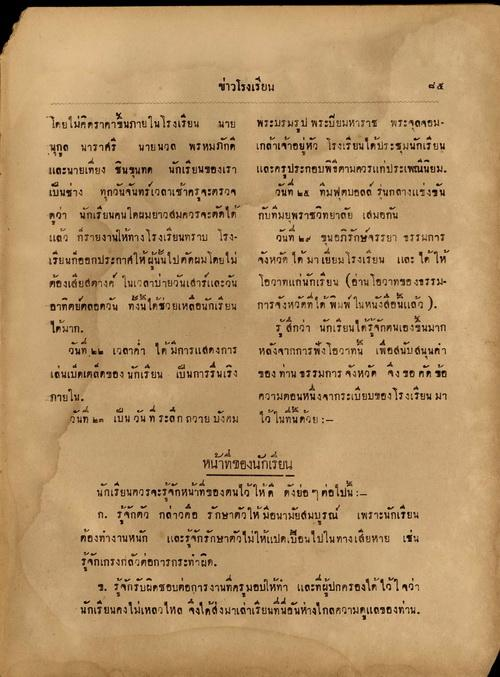 ข่าวโรงเรียน
๘๕
โดยไม่คิดราคาขึ้นภายในโรงเรียน นาย
นุกูล นาราศรี นายนวล พรหมภักดี
และนายเที่ยง ชินขุนทด นักเรียนของเรา
เป็นช่าง ทุกวันจันทร์เวลาเช้าครูจะตรวจ
ดูว่า นักเรียนคนใดผมยาวสมควรจะตัดได้
แล้ว ก็รายงานให้ทางโรงเรียนทราบ โรง-
เรียนก็ออกประกาศให้ผู้นั้นไปตัดผมโดยไม่
ต้องเสียสตางค์ ในเวลาบ่ายวันเสาร์และวัน
อาทิตย์ตลอดวัน ทั้งนี้ได้ช่วยเหลือนักเรียน
ได้มาก.
วันที่ ๒๒ เวลาค่ำ ได้มีการแสดงการ
เล่นเบ็ดเตล็ดของนักเรียน เป็นการรื่นเริง
ภายใน.
วันที่ ๒๓ เป็นวันที่ระลึกถวายบังคม
พระบรมรูปพระปิยมหาราช พระจุลจอม-
เกล้าเจ้าอยู่หัว โรงเรียนได้ประชุมนักเรียน
และครูประกอบพิธีตามควรแก่ประเพณีนิยม.
วันที่ ๒๕ ทีมฟุตบอลล์รุ่นกลางแข่งขัน
กับทีมยุพราชวิทยาลัย เสมอกัน
วันที่ ๒๙ ขุนอภิรักษ์จรรยา ธรรมการ
จังหวัดได้มาเยี่ยมโรงเรียน และได้ให้
โอวาทแก่นักเรียน (อ่านโอวาทของธรรม-
การจังหวัดที่ได้พิมพ์ในหนังสือนี้แล้ว).
รู้สึกว่า นักเรียนได้รู้จักตนเองขึ้นมาก
หลังจากการฟังโอวาทนี้ เพื่อสนับสนุนคำ
ของท่านธรรมการจังหวัด จึงขอคัดข้อ
ความตอนหนึ่งจากระเบียบของโรงเรียนมา
ไว้ในที่นี้ด้วย :—
หน้าที่ของนักเรียน
นักเรียนควรจะรู้จักหน้าที่ของตนไว้ให้ดี ดังย่อๆต่อไปนี้ :—
ก. รู้จักตัว กล่าวคือ รักษาตัวให้มีอนามัยสมบูรณ์ เพราะนักเรียน
ต้องทำงานหนัก และรู้จักรักษาตัวไม่ให้แปดเปื้อนไปในทางเสียหาย เช่น
รู้จักเกรงกลัวต่อการกระทำผิด.
ข. รู้จักรับผิดชอบต่อการงานที่ครูมอบให้ทำ และที่ผู้ปกครองได้ไว้ใจว่า
นักเรียนคงไม่เหลวไหล จึงได้ส่งมาเล่าเรียนที่นี่อันห่างไกลความดูแลของท่าน.